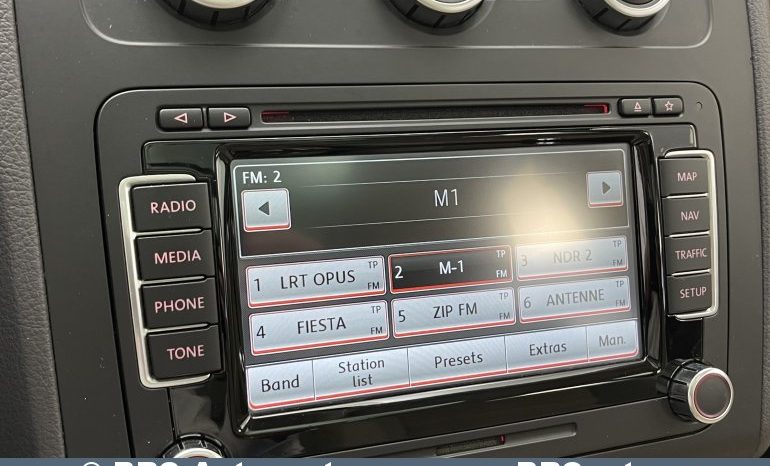 FM: 2
M1
1 LRT OPUS TP FM
2 M-1 TP FM
3 NDR 2 TP FM
4 FIESTA TP FM
5 ZIP FM TP FM
6 ANTENNE TP FM
Band
Station
list
Presets
Extras
Man.
RADIO
MEDIA
PHONE
TONE
MAP
NAV
TRAFFIC
SETUP